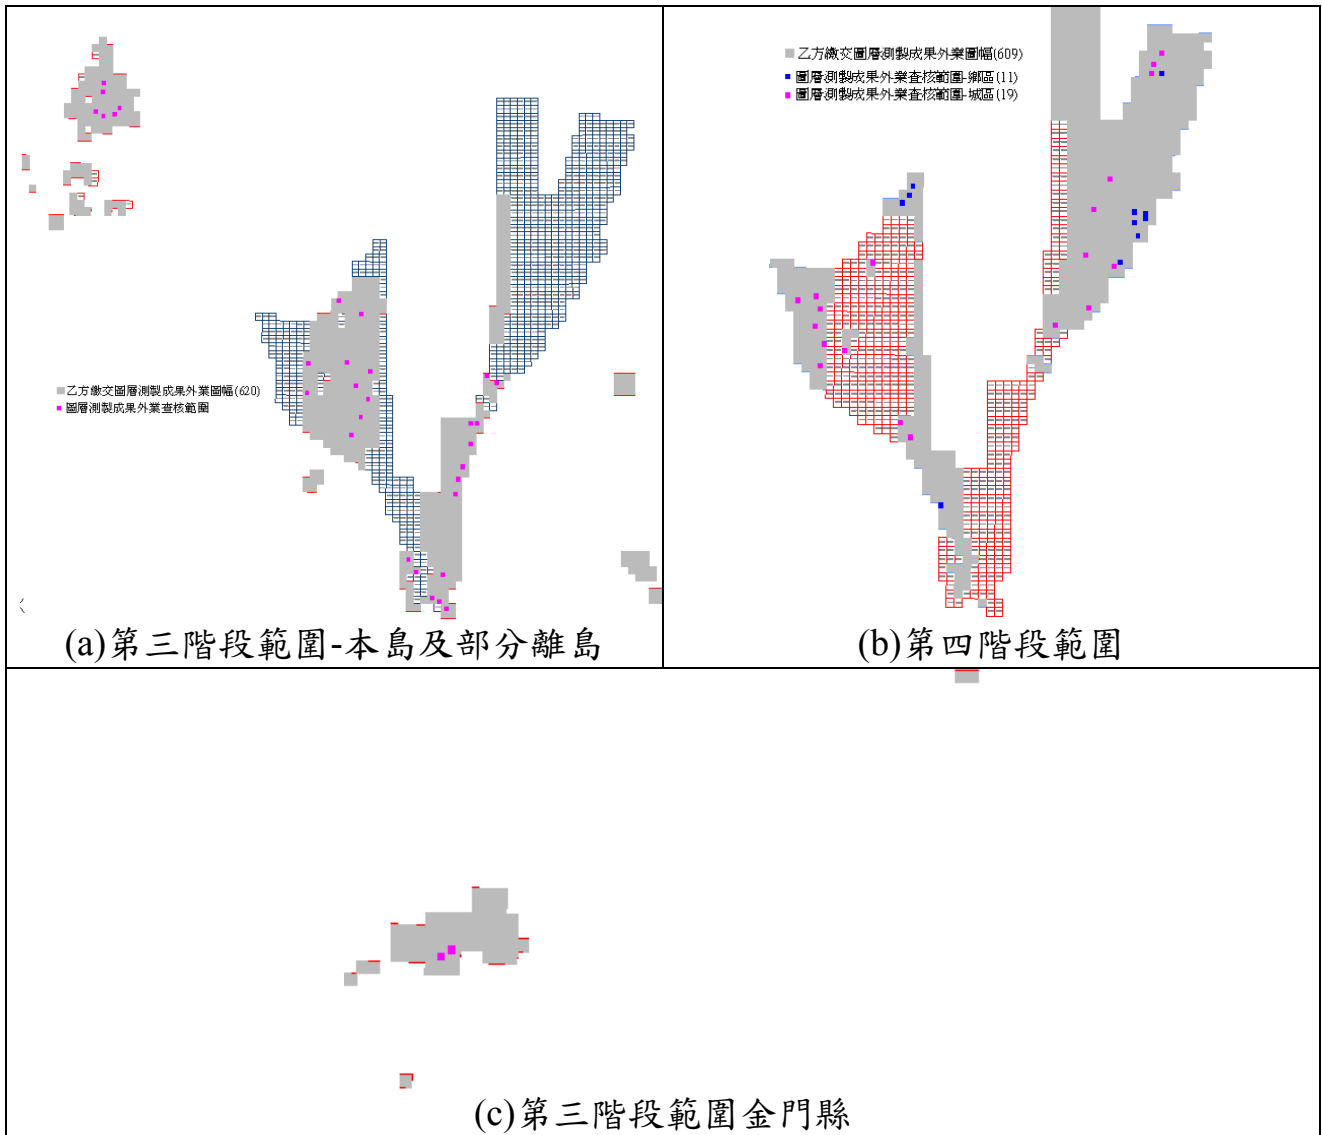 乙方繳交圖層測製成果外業圖幅(620)
圖層測製成果外業查核範圍
(a)第三階段範圍-本島及部分離島
乙方繳交圖層測製成果外業圖幅(609)
圖層測製成果外業查核範圍-鄉區(11)
圖層測製成果外業查核範圍-城區(19)
(b)第四階段範圍
(c)第三階段範圍金門縣